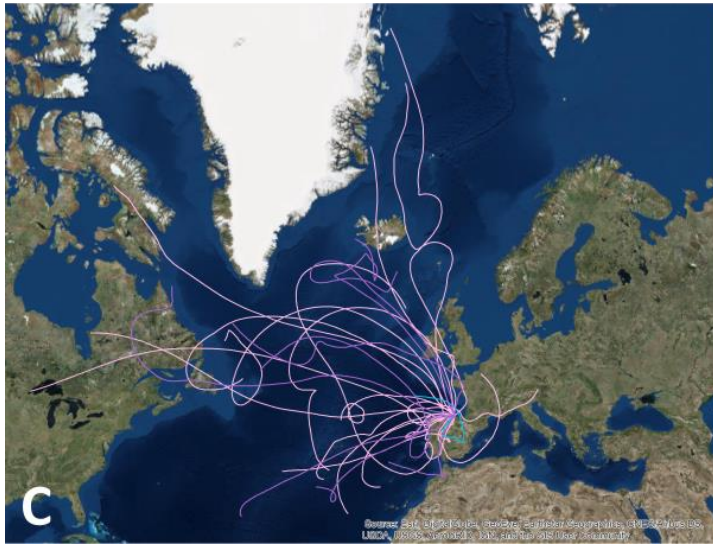 C
Source: Esri, DigitalGlobe, GeoEye, Earthstar Geographics, CNES/Airbus DS,
USDA, USGS, AeroGRID, IGN, and the GIS User Community